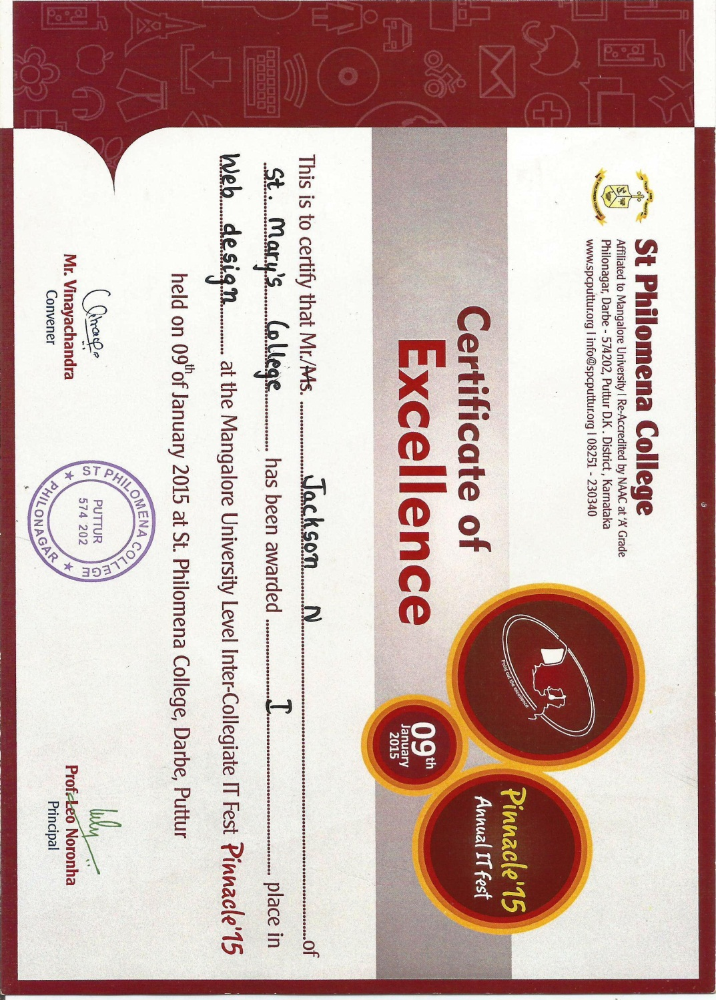 St Philomena College
Affiliated to Mangalore University I Re-Accredited by NAAC at 'A' Grade
Philonagar, Darbe - 574202, Puttur D.K . District , Karnataka
www.spcputtur.org I info@spcputtur.org I 08251 - 230340
Point out the excellence
Pinnacle'15
Annual IT Fest
09th
January
2015
Certificate of
Excellence
This is to certify that Mr./Ms. Jackson N of
St. Mary's College has been awarded I place in
Web design at the Mangalore University Level Inter-Collegiate IT Fest Pinnacle'15
held on 09th of January 2015 at St. Philomena College, Darbe, Puttur
Mr. Vinayachandra
Convener
ST PHILOMENA COLLEGE
PUTTUR
574 202
★ PHILONAGAR ★
Prof. Leo Noronha
Principal